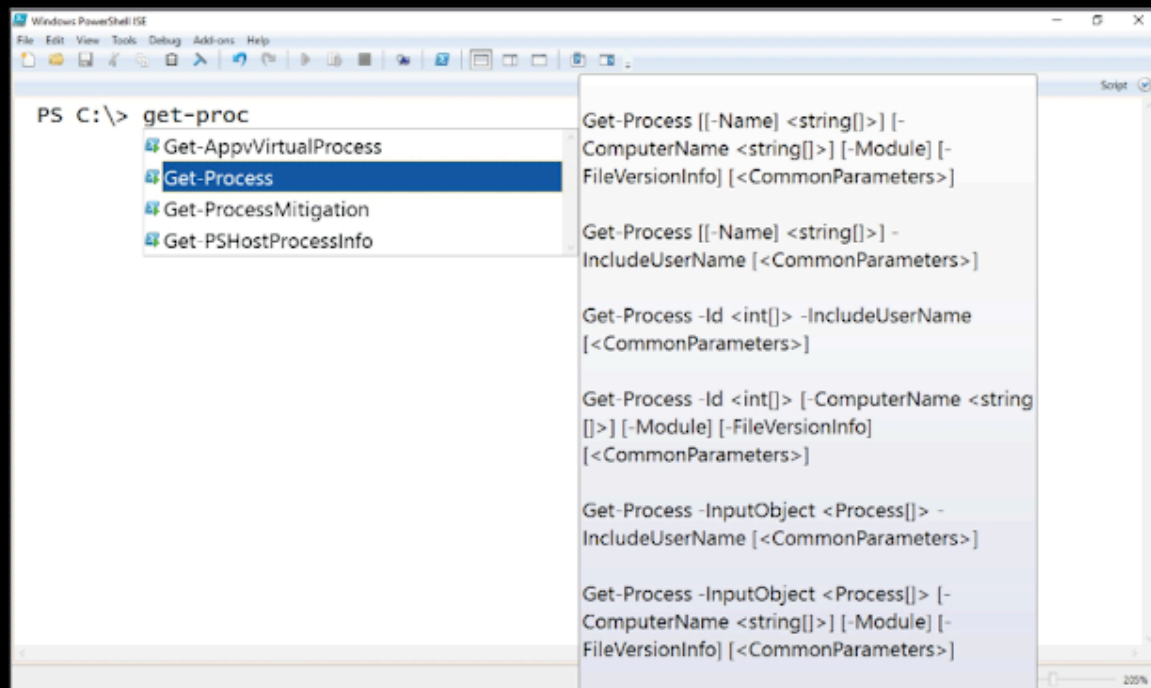 Windows PowerShell ISE
File Edit View Tools Debug Add-ons Help
Script
PS C:\> get-proc
Get-AppvVirtualProcess
Get-Process
Get-ProcessMitigation
Get-PSHostProcessInfo
Get-Process [[-Name] <string[]>] [-
ComputerName <string[]>] [-Module] [-
FileVersionInfo] [<CommonParameters>]
Get-Process [[-Name] <string[]>] -
IncludeUserName [<CommonParameters>]
Get-Process -Id <int[]> -IncludeUserName
[<CommonParameters>]
Get-Process -Id <int[]> [-ComputerName <string
[]>] [-Module] [-FileVersionInfo]
[<CommonParameters>]
Get-Process -InputObject <Process[]> -
IncludeUserName [<CommonParameters>]
Get-Process -InputObject <Process[]> [-
ComputerName <string[]>] [-Module] [-
FileVersionInfo] [<CommonParameters>]
205%